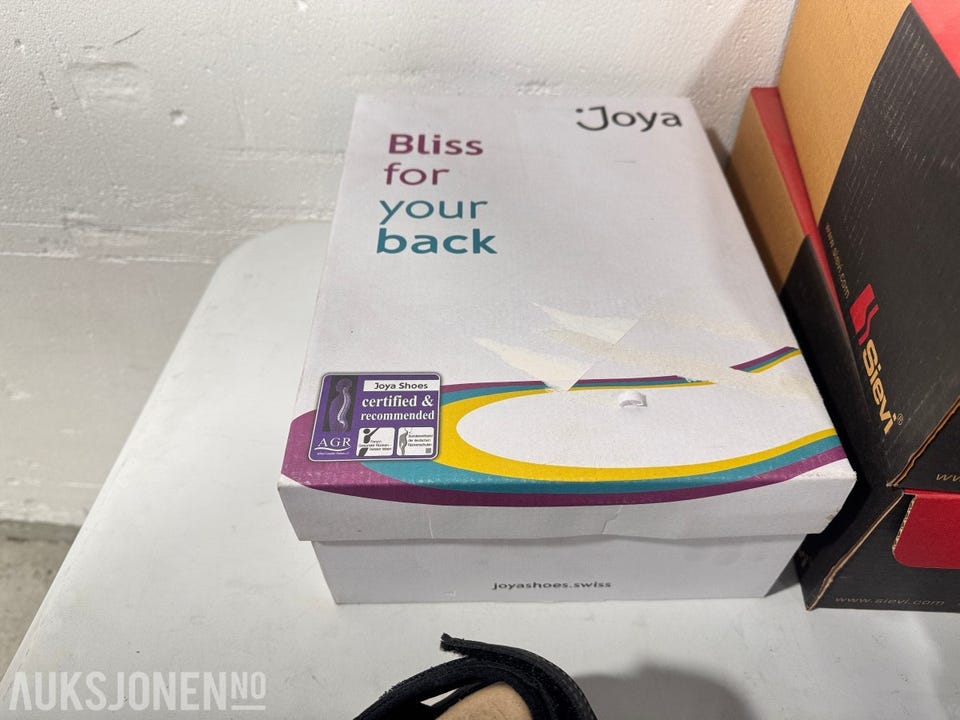 Joya
Bliss
for
your
back
Joya Shoes
certified &
recommended
AGR
joyashoes.swiss
www.sievi.com
Sievi®
www.sievi.com
AUKSJONEN NO